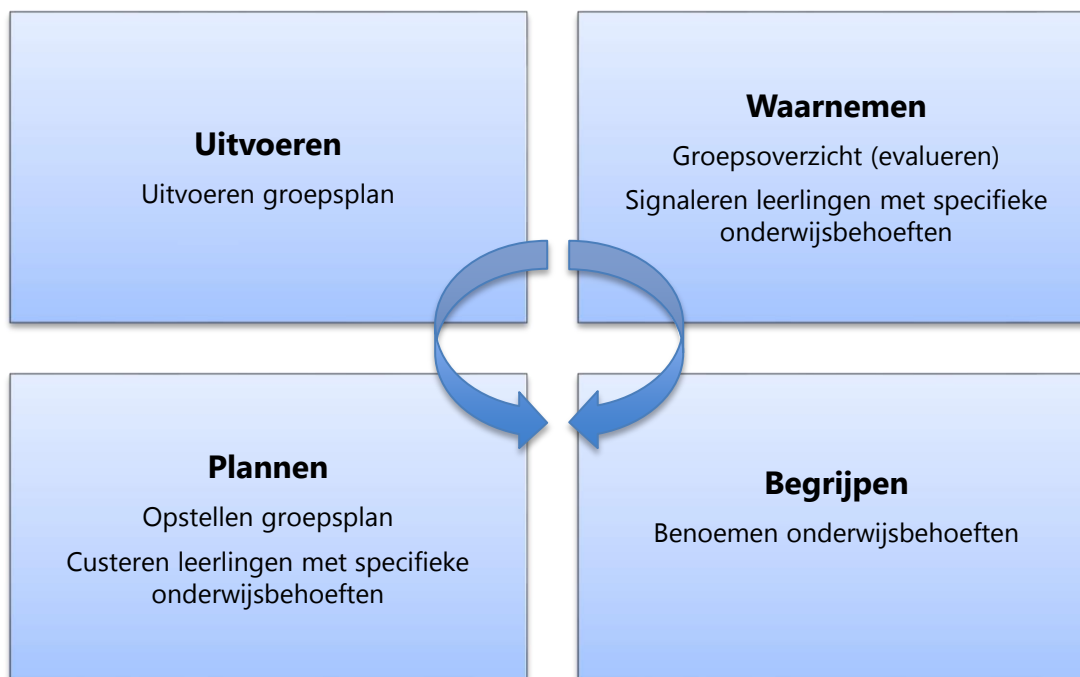 Uitvoeren
Uitvoeren groepsplan
Waarnemen
Groepsoverzicht (evalueren)
Signaleren leerlingen met specifieke
onderwijsbehoeften
Plannen
Opstellen groepsplan
Custeren leerlingen met specifieke
onderwijsbehoeften
Begrijpen
Benoemen onderwijsbehoeften